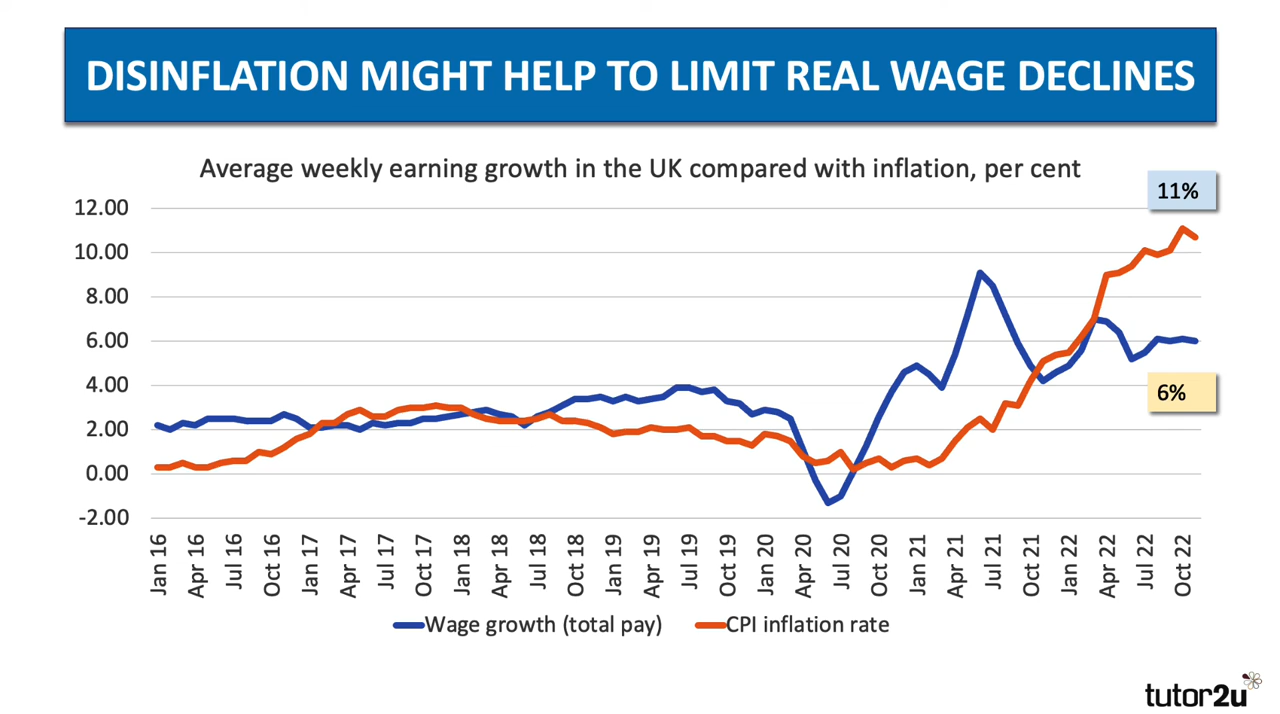 DISINFLATION MIGHT HELP TO LIMIT REAL WAGE DECLINES
Average weekly earning growth in the UK compared with inflation, per cent
11%
12.00
10.00
8.00
6.00
4.00
2.00
0.00
-2.00
6%
Jan 16
Apr 16
Jul 16
Oct 16
Jan 17
Apr 17
Jul 17
Oct 17
Jan 18
Apr 18
Jul 18
Oct 18
Jan 19
Apr 19
Jul 19
Oct 19
Jan 20
Apr 20
Jul 20
Oct 20
Jan 21
Apr 21
Jul 21
Oct 21
Jan 22
Apr 22
Jul 22
Oct 22
Wage growth (total pay)
CPI inflation rate
tutor2u